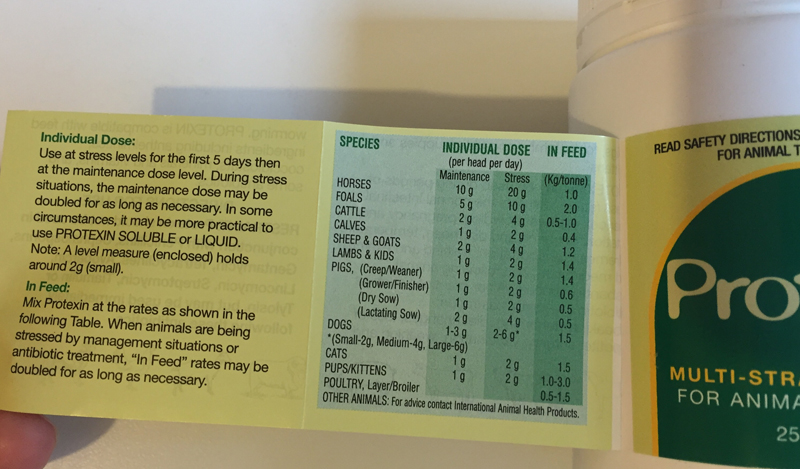 Individual Dose:
Use at stress levels for the first 5 days then
at the maintenance dose level. During stress
situations, the maintenance dose may be
doubled for as long as necessary. In some
circumstances, it may be more practical to
use PROTEXIN SOLUBLE or LIQUID.
Note: A level measure (enclosed) holds
around 2g (small).
In Feed:
Mix Protexin at the rates as shown in the
following Table. When animals are being
stressed by management situations or
antibiotic treatment, “In Feed” rates may be
doubled for as long as necessary.
SPECIES INDIVIDUAL DOSE IN FEED
(per head per day)
Maintenance Stress (Kg/tonne)
HORSES 10 g 20 g 1.0
FOALS 5 g 10 g 2.0
CATTLE 2 g 4 g 0.5-1.0
CALVES 1 g 2 g 0.4
SHEEP & GOATS 2 g 4 g 1.2
LAMBS & KIDS 1 g 2 g 1.4
PIGS, (Creep/Weaner) 1 g 2 g 1.4
(Grower/Finisher) 1 g 2 g 0.6
(Dry Sow) 1 g 2 g 0.5
(Lactating Sow) 2 g 4 g 0.5
DOGS 1-3 g 2-6 g* 1.5
*(Small-2g, Medium-4g, Large-6g)
CATS 1 g 2 g 1.5
PUPS/KITTENS 1 g 2 g 1.0-3.0
POULTRY, Layer/Broiler 0.5-1.5
OTHER ANIMALS: For advice contact International Animal Health Products.
READ SAFETY DIRECTIONS
FOR ANIMAL T
Pro
MULTI-STRA
FOR ANIMA
25